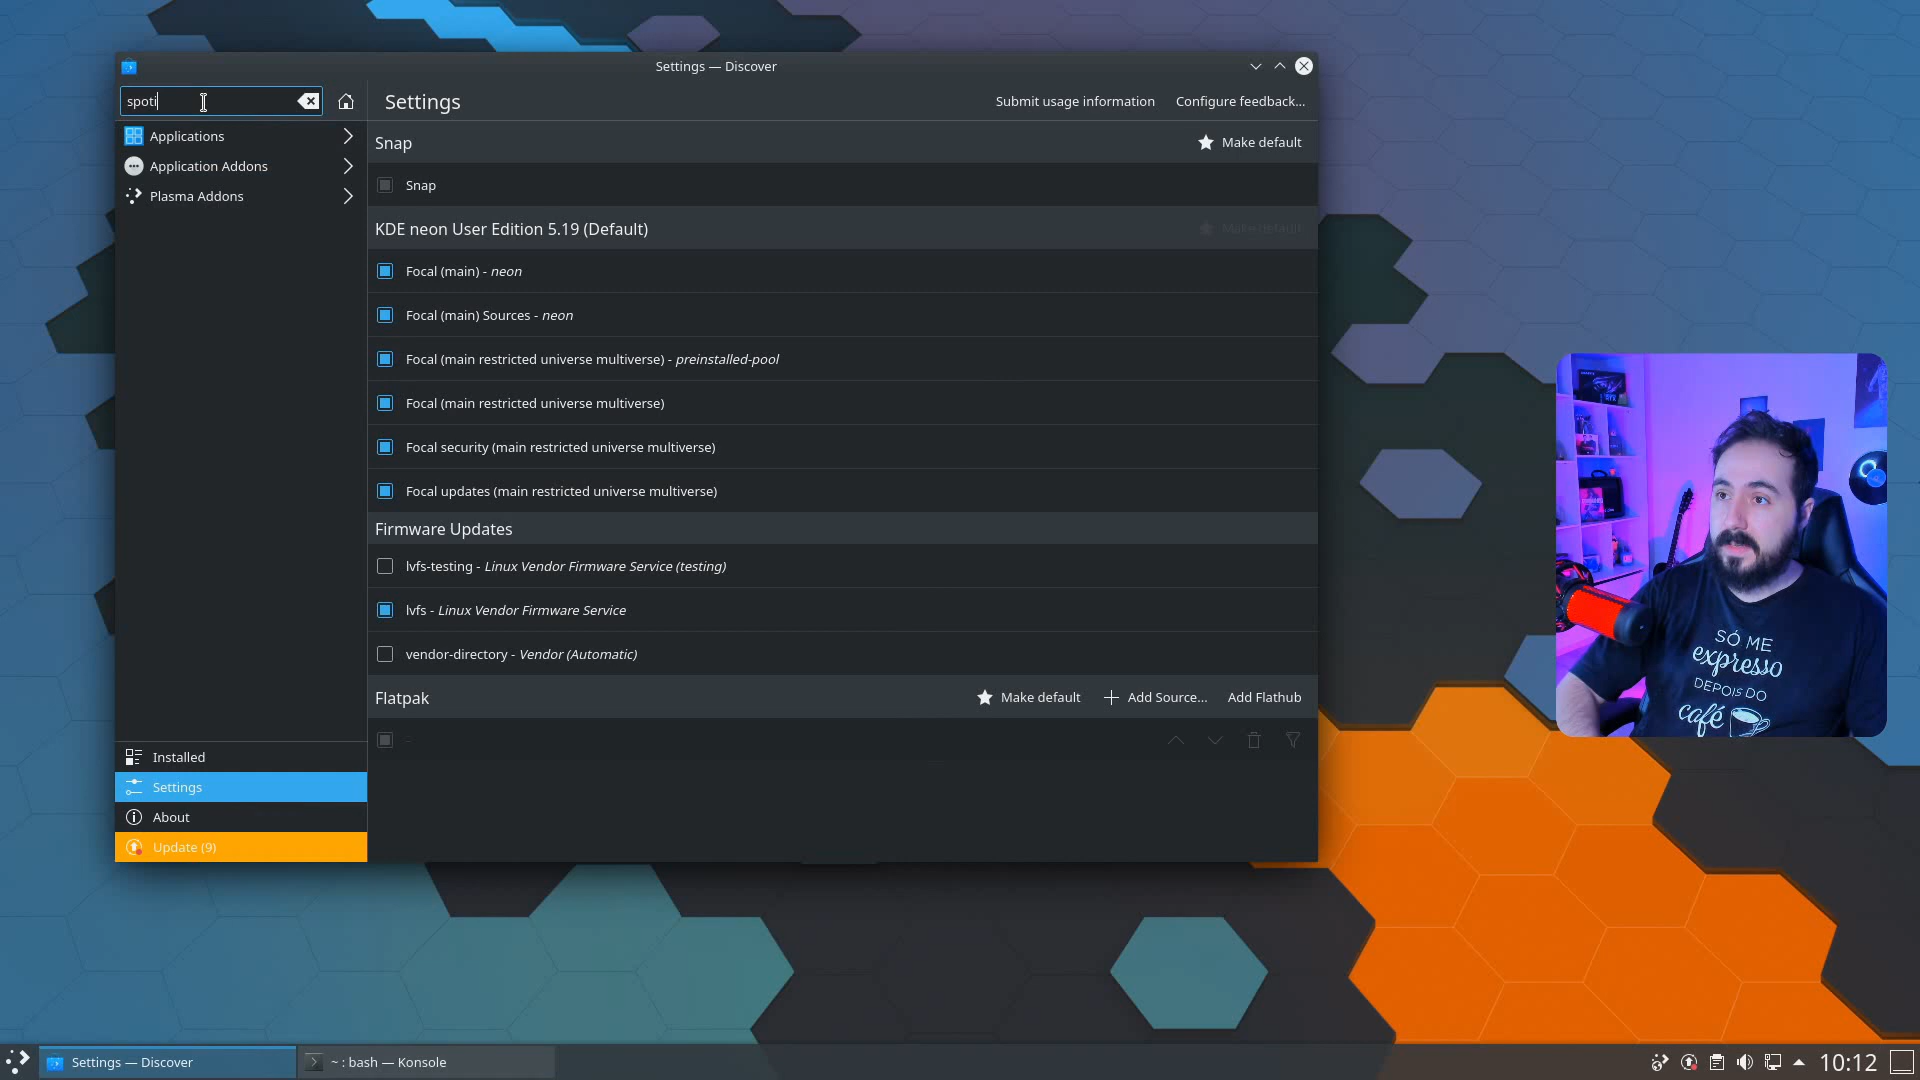 Settings — Discover
spoti
Settings
Submit usage information
Configure feedback...
Applications
Application Addons
Plasma Addons
Snap
Make default
Snap
KDE neon User Edition 5.19 (Default)
Make default
Focal (main) - neon
Focal (main) Sources - neon
Focal (main restricted universe multiverse) - preinstalled-pool
Focal (main restricted universe multiverse)
Focal security (main restricted universe multiverse)
Focal updates (main restricted universe multiverse)
Firmware Updates
lvfs-testing - Linux Vendor Firmware Service (testing)
lvfs - Linux Vendor Firmware Service
vendor-directory - Vendor (Automatic)
Flatpak
Make default
Add Source...
Add Flathub
-
Installed
Settings
About
Update (9)
SÓ ME
expresso
DEPOIS DO
café
Settings — Discover
~ : bash — Konsole
10:12